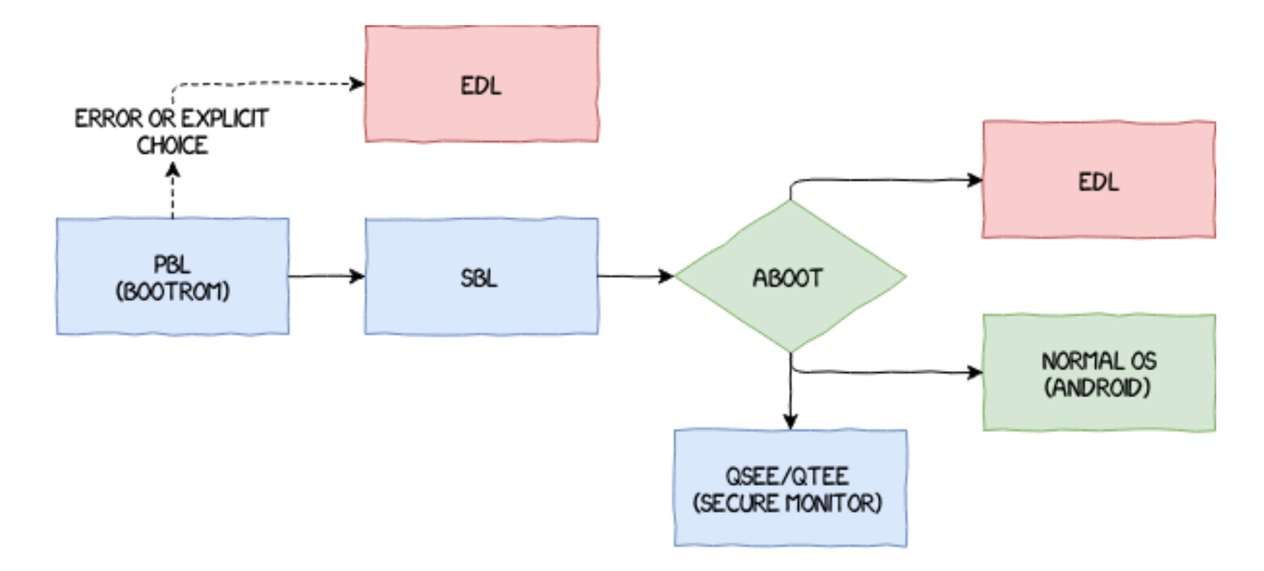 EDL
ERROR OR EXPLICIT
CHOICE
EDL
PBL
(BOOTROM)
SBL
ABOOT
NORMAL OS
(ANDROID)
QSEE/QTEE
(SECURE MONITOR)